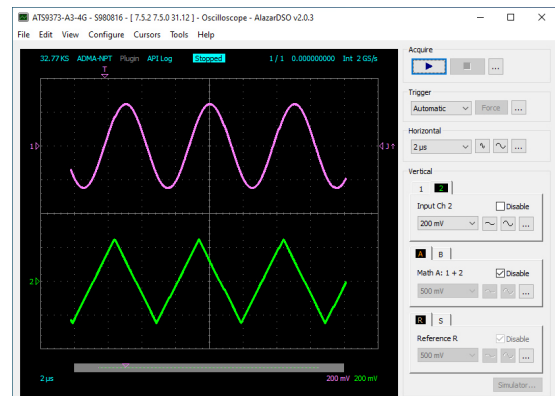 ATS9373-A3-4G - S980816 - [ 7.5.2 7.5.0 31.12 ] - Oscilloscope - AlazarDSO v2.0.3
File Edit View Configure Cursors Tools Help
32.77 KS ADMA-NPT Plugin API Log Stopped 1 / 1 0.000000000 Int 2 GS/s
T
1
3
2
2 µs 200 mV 200 mV
Acquire
...
Trigger
Automatic Force ...
Horizontal
2 µs ...
Vertical
1 2
Input Ch 2 Disable
200 mV ...
A B
Math A: 1 + 2 Disable
500 mV ...
R S
Reference R Disable
500 mV ...
Simulator...